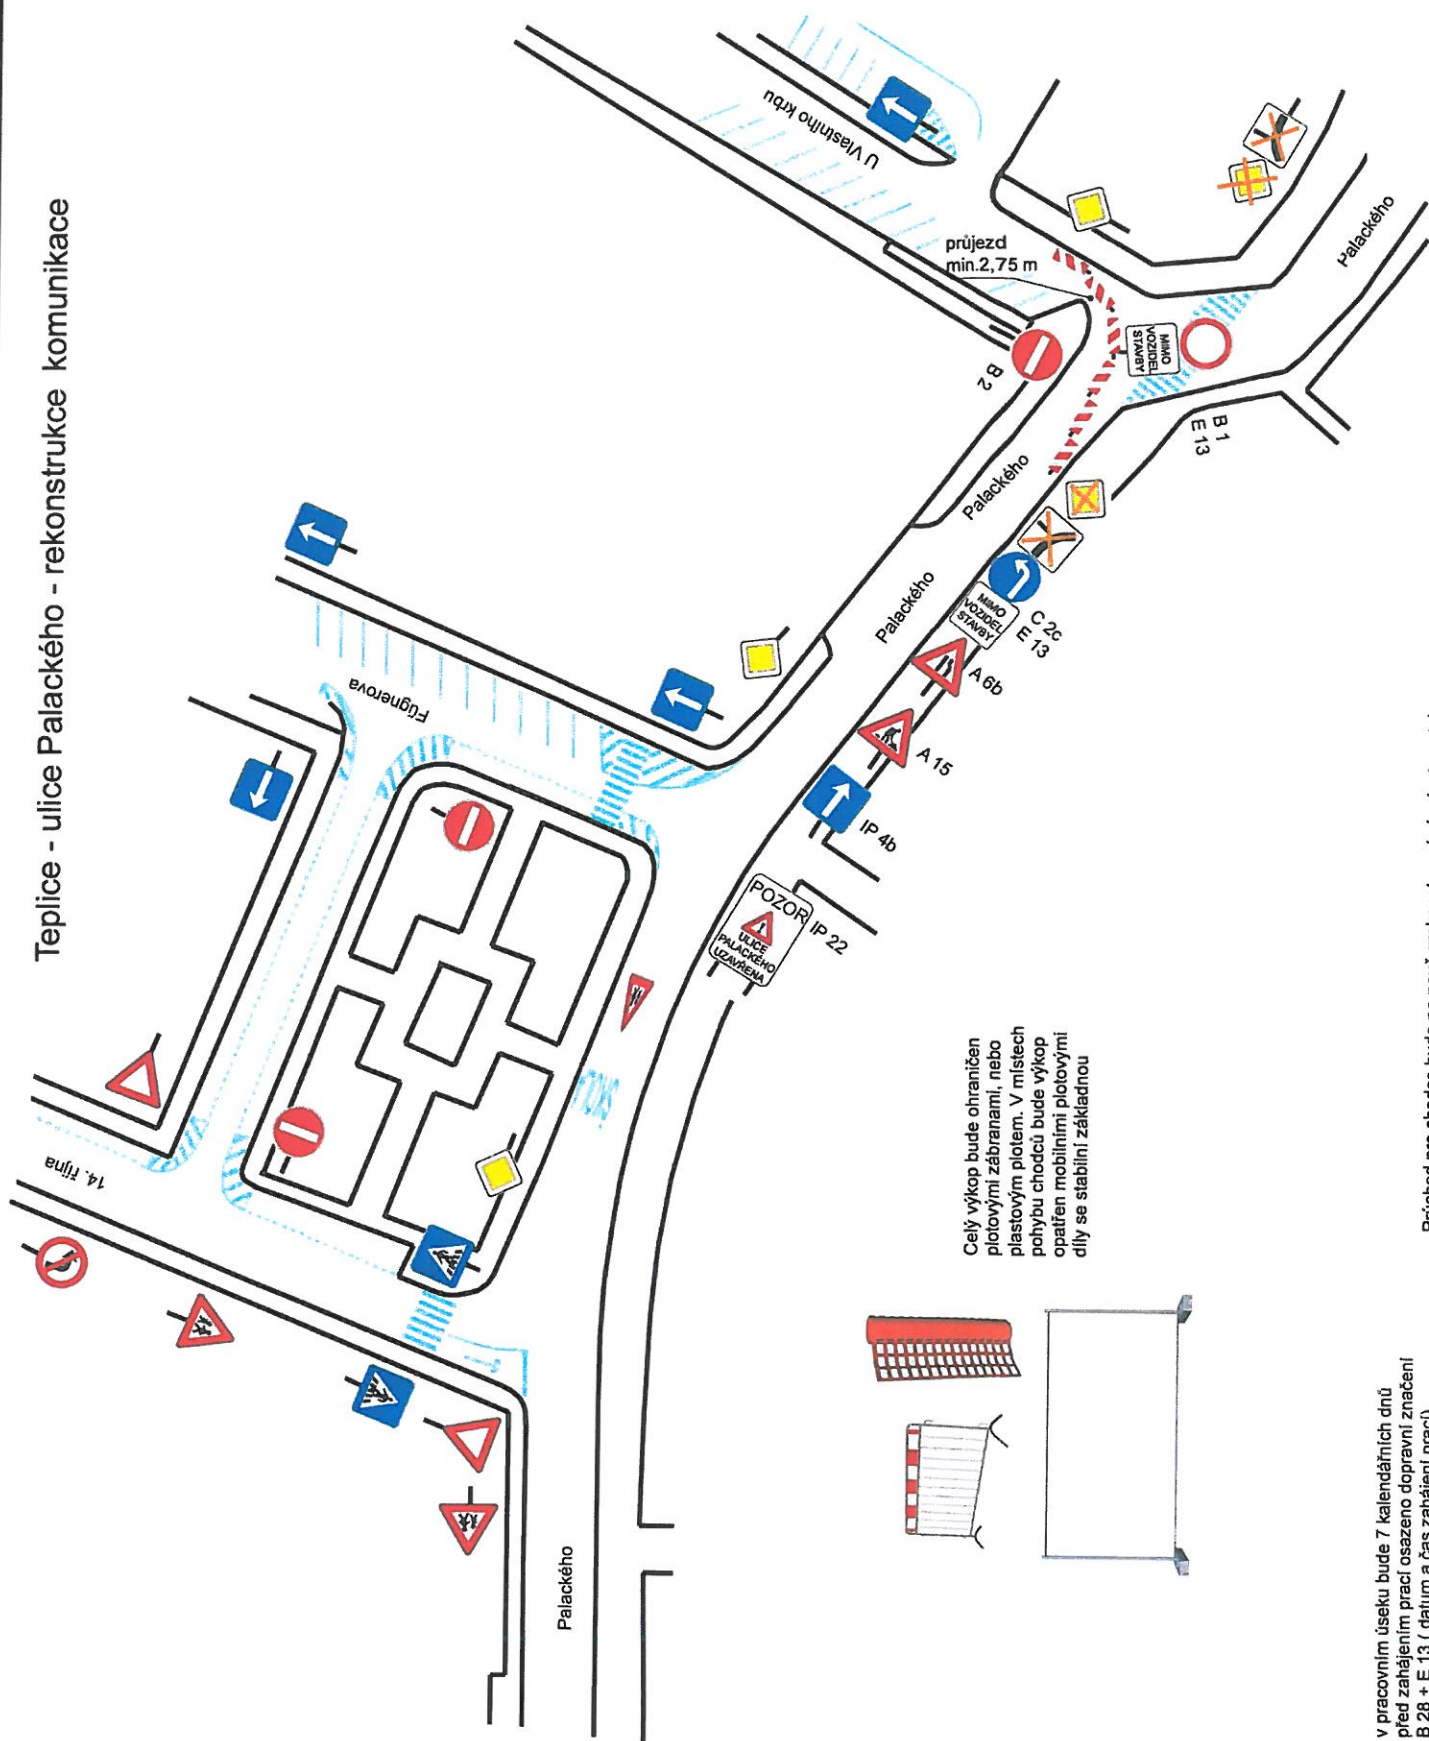 Teplice - ulice Palackého - rekonstrukce komunikace
U Vlastního krbu
průjezd
min.2,75 m
B 2
MIMO
VOZIDEL
STAVBY
B 1
E 13
Palackého
Palackého
Palackého
MIMO
VOZIDEL
STAVBY
C 2c
E 13
A 6b
A 15
IP 4b
POZOR
ULICE
PALACKÉHO
UZAVŘENA
IP 22
Fügnerova
14. října
Palackého
Celý výkop bude ohraničen
plotovými zábranami, nebo
plastovým plotem. V místech
pohybu chodců bude výkop
opatřen mobilními plotovými
díly se stabilní základnou
v pracovním úseku bude 7 kalendářních dnů
před zahájením prací osazeno dopravní značení
B 28 + E 13 ( datum a čas zahájení prací)
Průchod pro chodce bude